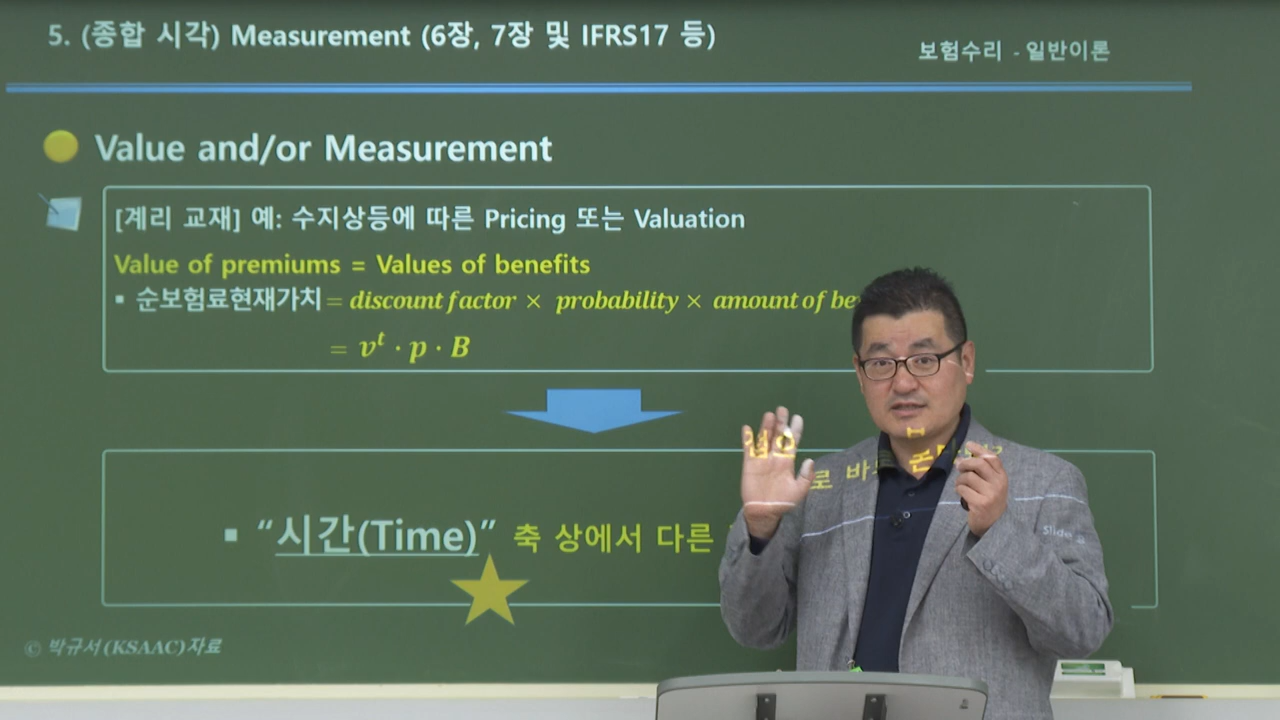 5. (종합 시각) Measurement (6장, 7장 및 IFRS17 등)
보험수리 - 일반이론
Value and/or Measurement
[계리 교재] 예: 수지상등에 따른 Pricing 또는 Valuation
Value of premiums = Values of benefits
▪ 순보험료현재가치 = discount factor × probability × amount of be
= v^t · p · B
로
▪ “시간(Time)” 축 상에서 다른
Slide
© 박규서(KSAAC)자료